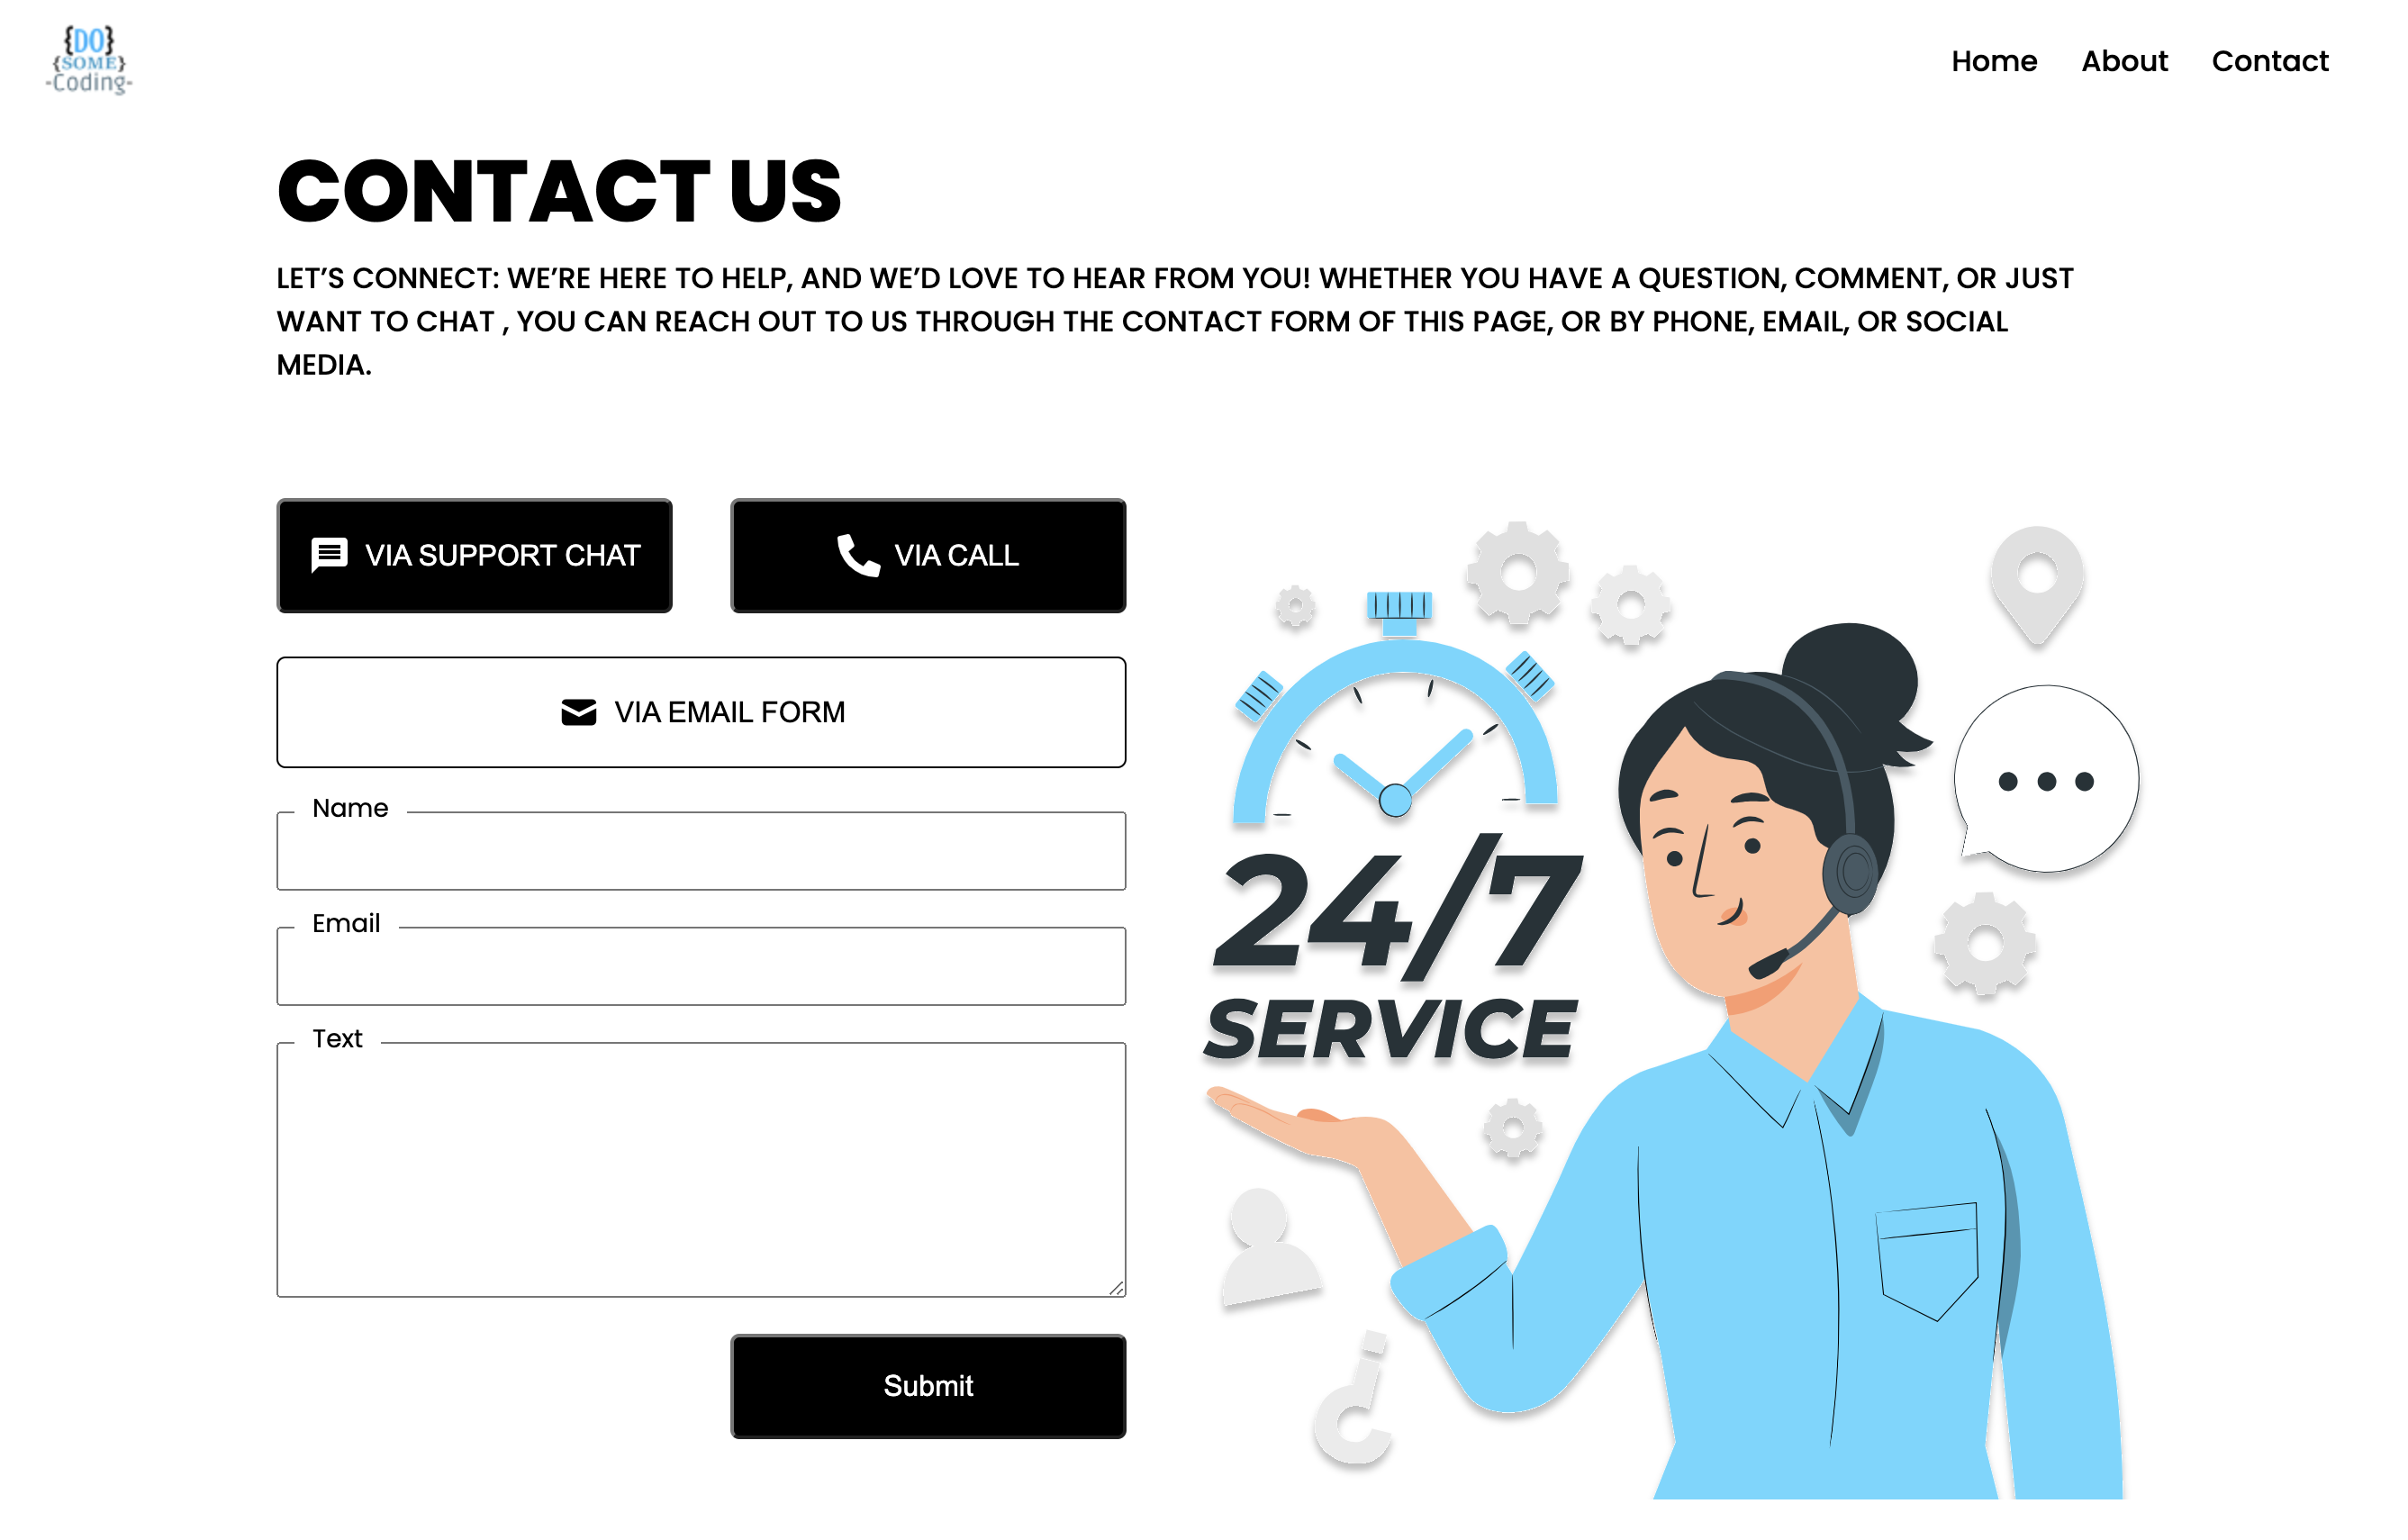 {DO}
{SOME}
-Coding-
Home About Contact
CONTACT US
LET’S CONNECT: WE’RE HERE TO HELP, AND WE’D LOVE TO HEAR FROM YOU! WHETHER YOU HAVE A QUESTION, COMMENT, OR JUST
WANT TO CHAT , YOU CAN REACH OUT TO US THROUGH THE CONTACT FORM OF THIS PAGE, OR BY PHONE, EMAIL, OR SOCIAL
MEDIA.
VIA SUPPORT CHAT
VIA CALL
VIA EMAIL FORM
Name
Email
Text
Submit
24/7
SERVICE